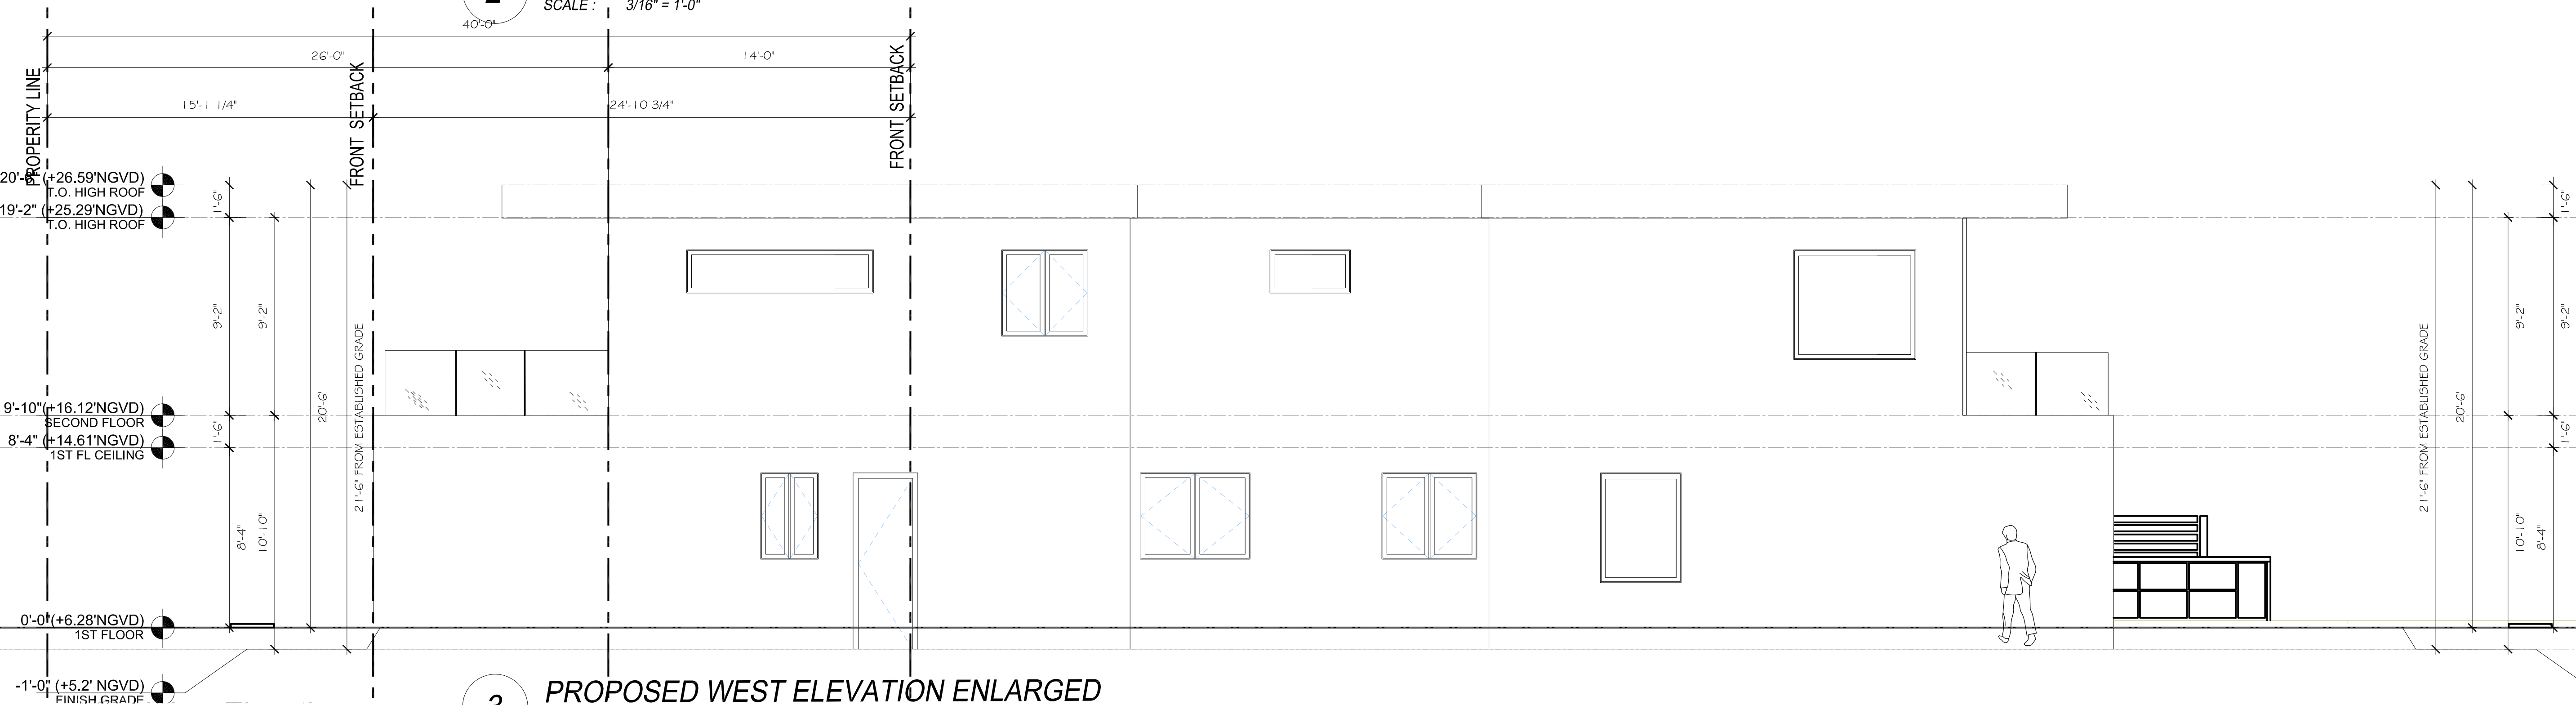 2
SCALE : 3/16" = 1'-0"
40'-0"
26'-0"
14'-0"
15'-1 1/4"
24'-10 3/4"
PROPERITY LINE
FRONT SETBACK
FRONT SETBACK
20'-6" (+26.59'NGVD)
T.O. HIGH ROOF
19'-2" (+25.29'NGVD)
T.O. HIGH ROOF
1'-6"
1'-6"
9'-2"
9'-2"
9'-2"
9'-2"
21'-6" FROM ESTABLISHED GRADE
21'-6" FROM ESTABLISHED GRADE
20'-6"
20'-6"
9'-10"(+16.12'NGVD)
SECOND FLOOR
1'-6"
1'-6"
8'-4" (+14.61'NGVD)
1ST FL CEILING
8'-4"
10'-10"
10'-10"
8'-4"
0'-0"(+6.28'NGVD)
1ST FLOOR
-1'-0" (+5.2' NGVD)
FINISH GRADE
3
PROPOSED WEST ELEVATION ENLARGED